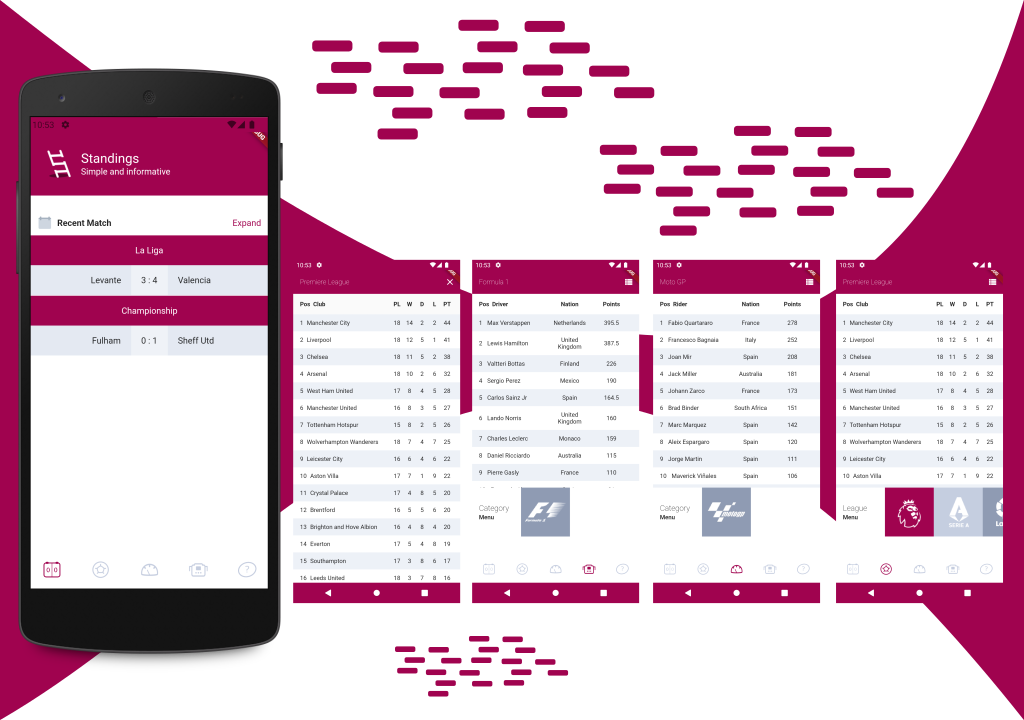 10:53
Standings
Simple and informative
Recent Match Expand
La Liga
Levante 3 : 4 Valencia
Championship
Fulham 0 : 1 Sheff Utd
0 0 ?
10:53
Premiere League
Pos Club PL W D L PT
1 Manchester City 18 14 2 2 44
2 Liverpool 18 12 5 1 41
3 Chelsea 18 11 5 2 38
4 Arsenal 18 10 2 6 32
5 West Ham United 17 8 4 5 28
6 Manchester United 16 8 3 5 27
7 Tottenham Hotspur 15 8 2 5 26
8 Wolverhampton Wanderers 18 7 4 7 25
9 Leicester City 16 6 4 6 22
10 Aston Villa 17 7 1 9 22
11 Crystal Palace 17 4 8 5 20
12 Brentford 16 5 5 6 20
13 Brighton and Hove Albion 16 4 8 4 20
14 Everton 17 5 4 8 19
15 Southampton 17 3 8 6 17
16 Leeds United 18 3 7 8 16
10:53
Formula 1
Pos Driver Nation Points
1 Max Verstappen Netherlands 395.5
2 Lewis Hamilton United Kingdom 387.5
3 Valtteri Bottas Finland 226
4 Sergio Perez Mexico 190
5 Carlos Sainz Jr Spain 164.5
6 Lando Norris United Kingdom 160
7 Charles Leclerc Monaco 159
8 Daniel Ricciardo Australia 115
9 Pierre Gasly France 110
Category
Menu
F1
Formula 1
?
10:53
Moto GP
Pos Rider Nation Points
1 Fabio Quartararo France 278
2 Francesco Bagnaia Italy 252
3 Joan Mir Spain 208
4 Jack Miller Australia 181
5 Johann Zarco France 173
6 Brad Binder South Africa 151
7 Marc Marquez Spain 142
8 Aleix Espargaro Spain 120
9 Jorge Martin Spain 111
10 Maverick Viñales Spain 106
Category
Menu
motogp
?
10:53
Premiere League
Pos Club PL W D L PT
1 Manchester City 18 14 2 2 44
2 Liverpool 18 12 5 1 41
3 Chelsea 18 11 5 2 38
4 Arsenal 18 10 2 6 32
5 West Ham United 17 8 4 5 28
6 Manchester United 16 8 3 5 27
7 Tottenham Hotspur 15 8 2 5 26
8 Wolverhampton Wanderers 18 7 4 7 25
9 Leicester City 16 6 4 6 22
10 Aston Villa 17 7 1 9 22
League
Menu
SERIE A
?